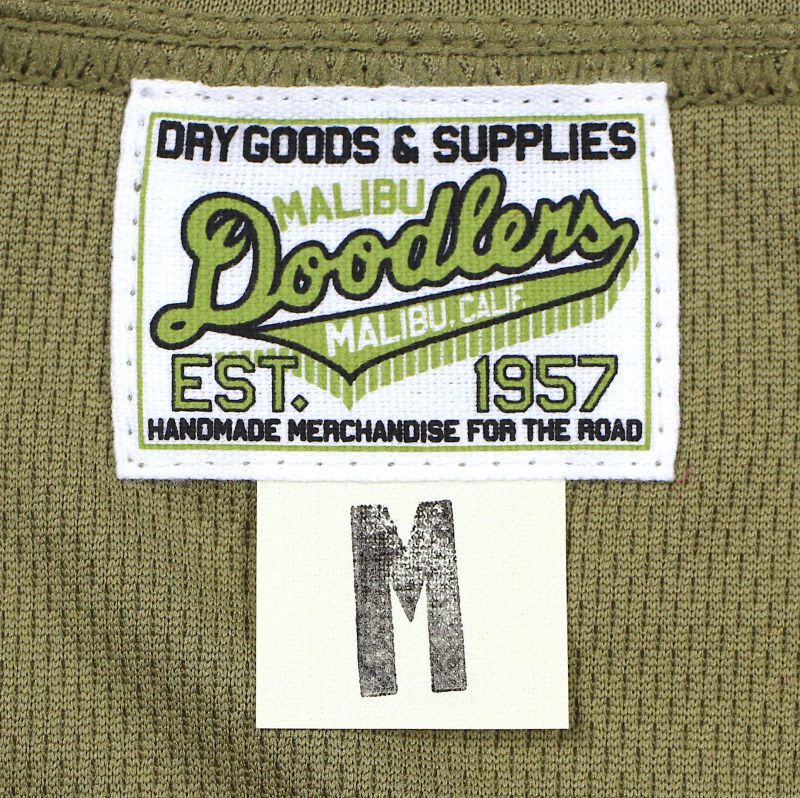 DRY GOODS & SUPPLIES
MALIBU
Doodlers
MALIBU, CALIF.
EST. 1957
HANDMADE MERCHANDISE FOR THE ROAD
M